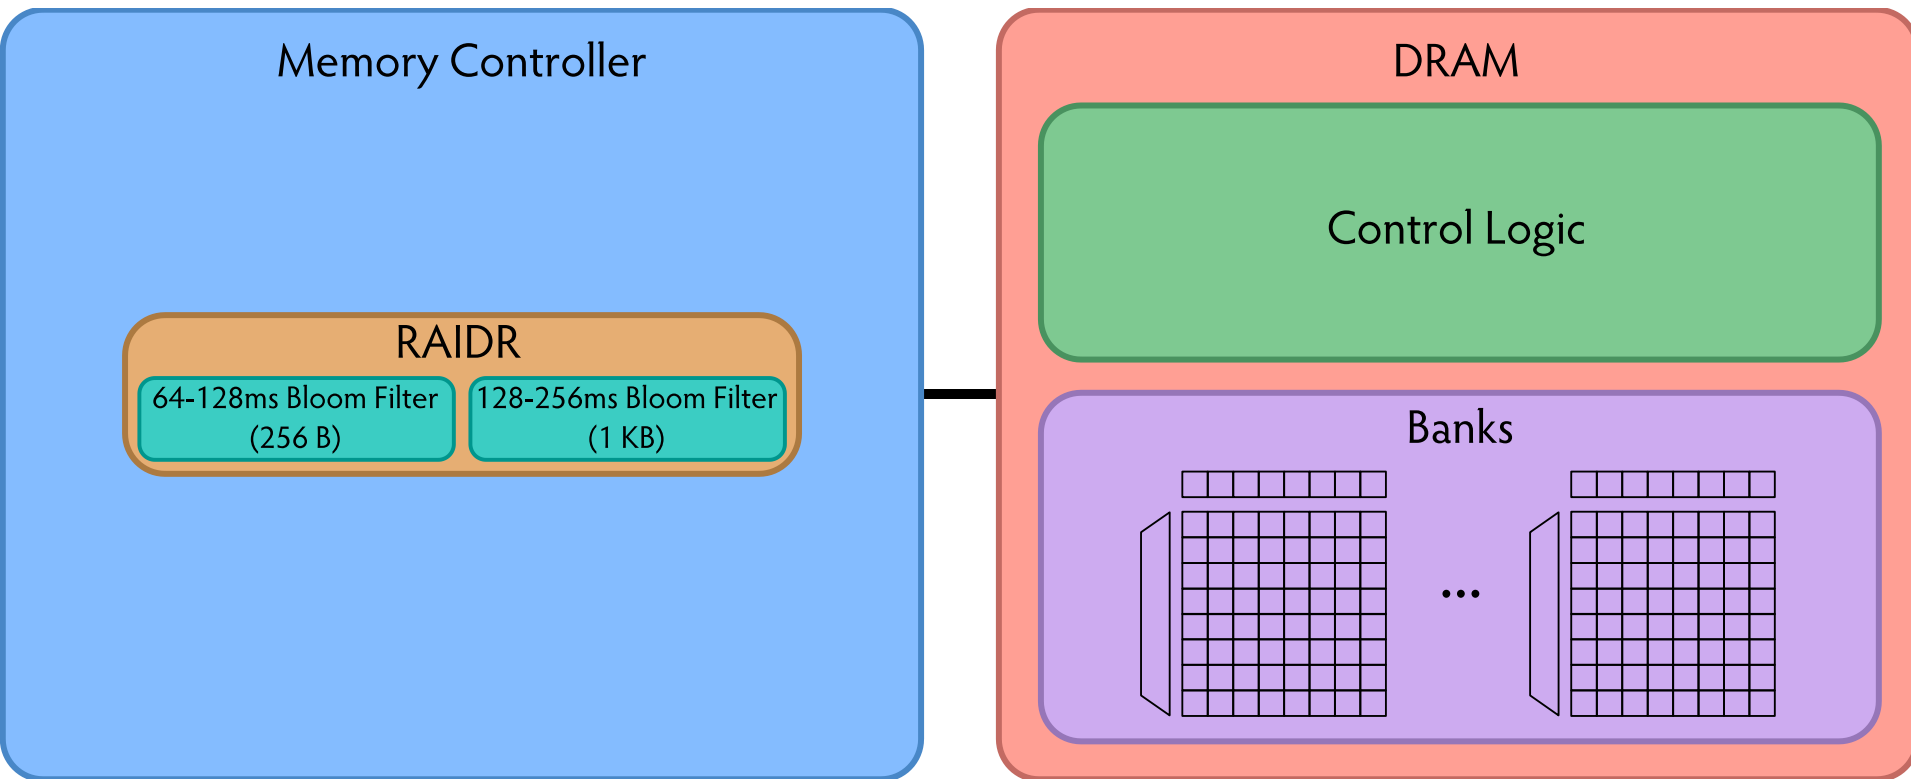 Memory Controller
RAIDR
64-128ms Bloom Filter
(256 B)
128-256ms Bloom Filter
(1 KB)
DRAM
Control Logic
Banks
...